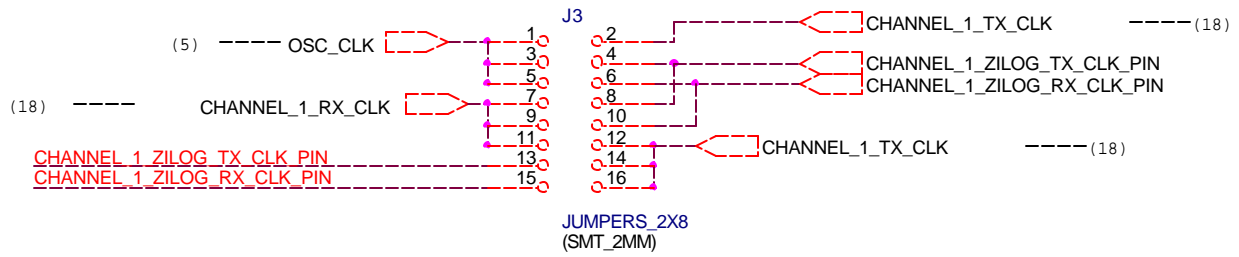 J3
CHANNEL_1_TX_CLK (18)
(5) OSC_CLK 1 2
3 4 CHANNEL_1_ZILOG_TX_CLK_PIN
5 6 CHANNEL_1_ZILOG_RX_CLK_PIN
(18) CHANNEL_1_RX_CLK 7 8
9 10
11 12 CHANNEL_1_TX_CLK (18)
CHANNEL_1_ZILOG_TX_CLK_PIN 13 14
CHANNEL_1_ZILOG_RX_CLK_PIN 15 16
JUMPERS_2X8
(SMT_2MM)